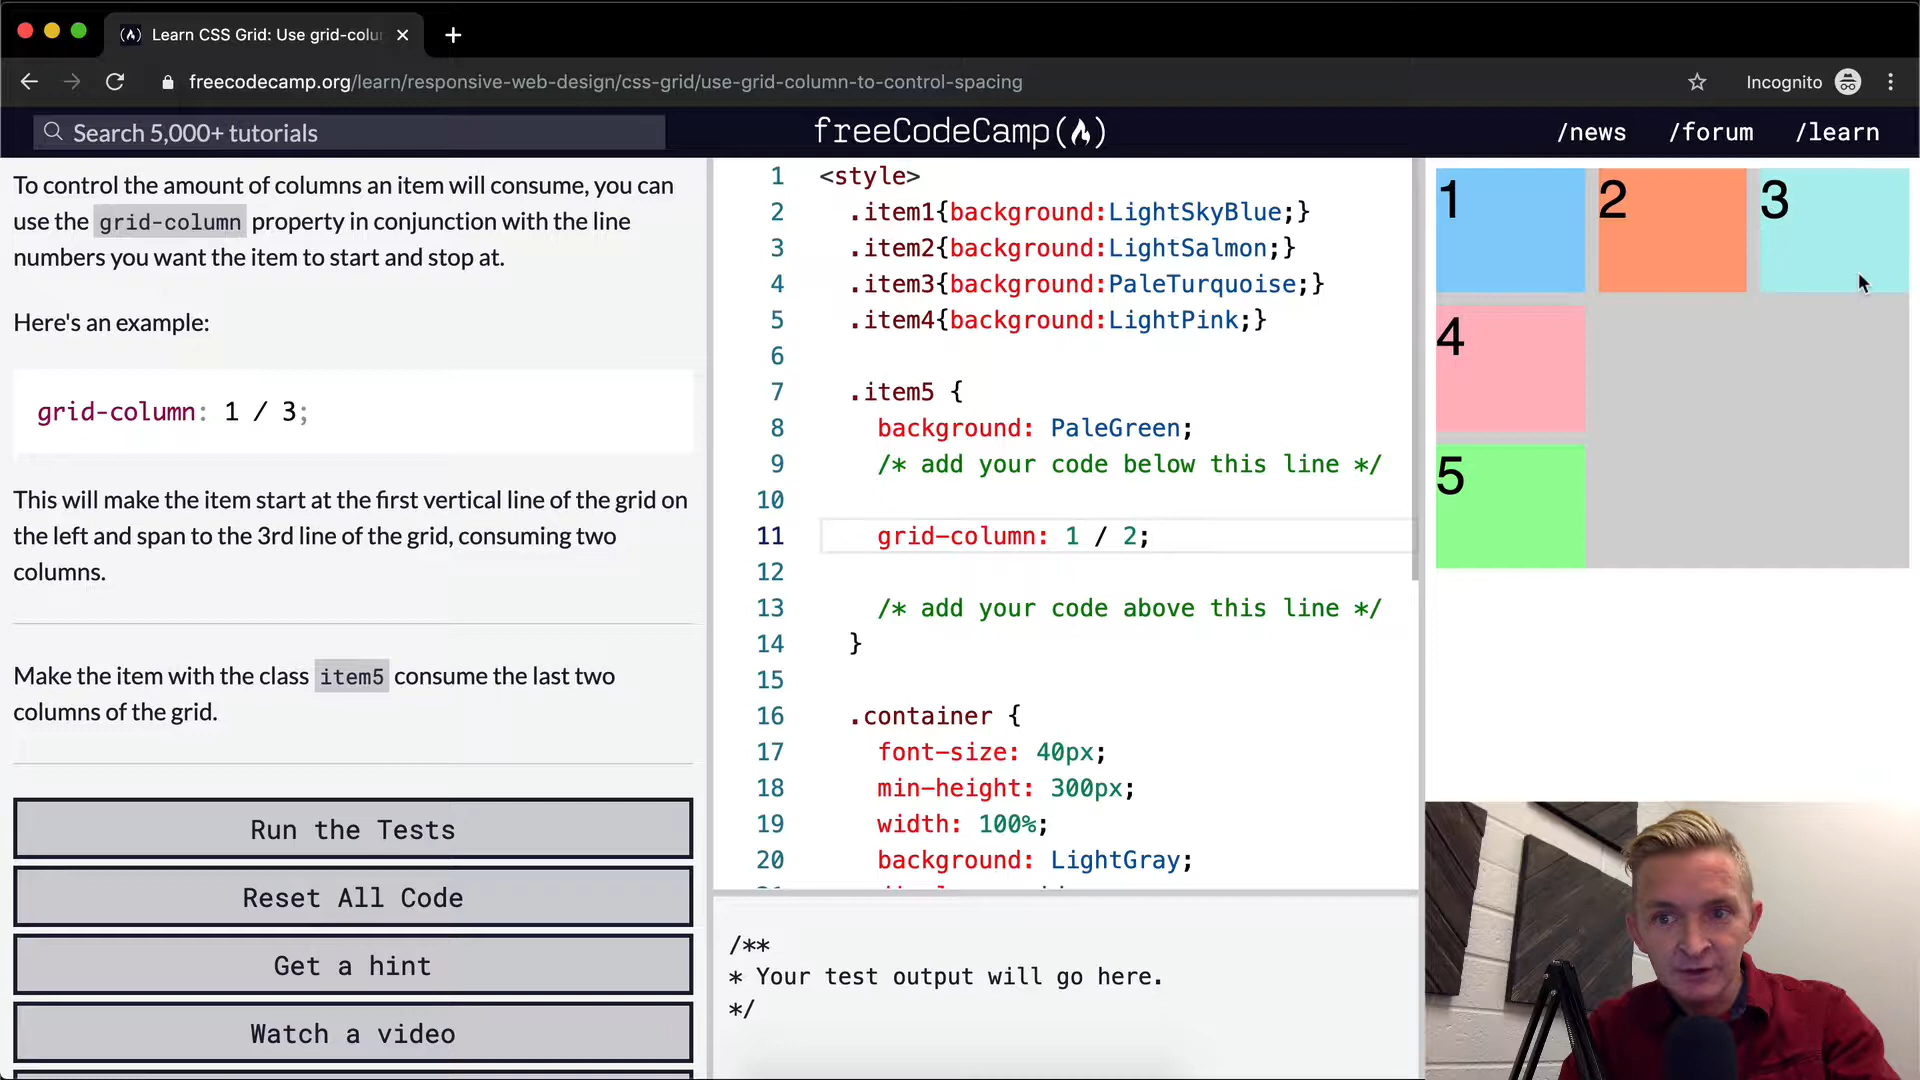 Learn CSS Grid: Use grid-colu
freecodecamp.org/learn/responsive-web-design/css-grid/use-grid-column-to-control-spacing
Incognito
Search 5,000+ tutorials
freeCodeCamp
/news /forum /learn
To control the amount of columns an item will consume, you can
use the grid-column property in conjunction with the line
numbers you want the item to start and stop at.
Here's an example:
grid-column: 1 / 3;
This will make the item start at the first vertical line of the grid on
the left and span to the 3rd line of the grid, consuming two
columns.
Make the item with the class item5 consume the last two
columns of the grid.
Run the Tests
Reset All Code
Get a hint
Watch a video
1 <style>
2 .item1{background:LightSkyBlue;}
3 .item2{background:LightSalmon;}
4 .item3{background:PaleTurquoise;}
5 .item4{background:LightPink;}
6
7 .item5 {
8 background: PaleGreen;
9 /* add your code below this line */
10
11 grid-column: 1 / 2;
12
13 /* add your code above this line */
14 }
15
16 .container {
17 font-size: 40px;
18 min-height: 300px;
19 width: 100%;
20 background: LightGray;
/**
* Your test output will go here.
*/
1 2 3
4
5